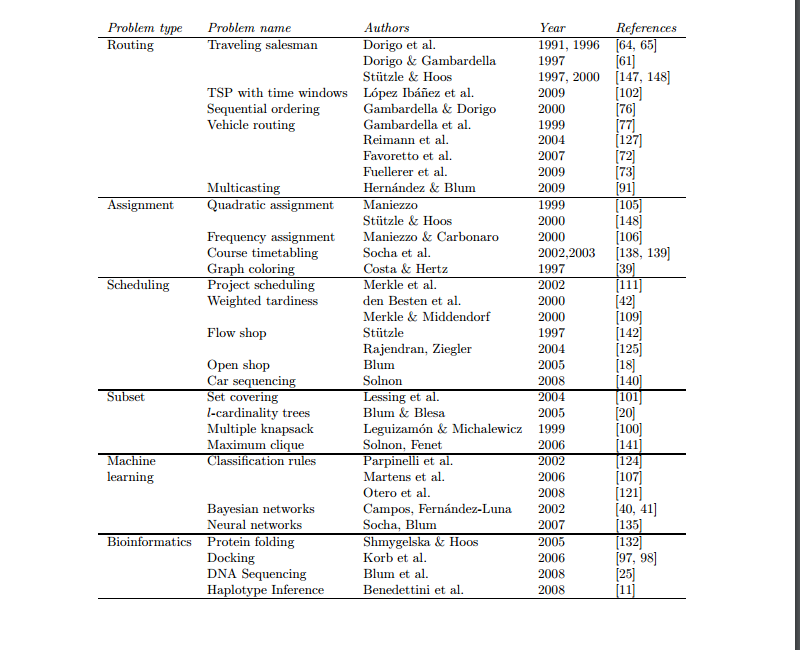 Problem type Problem name Authors Year References
Routing Traveling salesman Dorigo et al. 1991, 1996 [64, 65]
Dorigo & Gambardella 1997 [61]
Stützle & Hoos 1997, 2000 [147, 148]
TSP with time windows López Ibáñez et al. 2009 [102]
Sequential ordering Gambardella & Dorigo 2000 [76]
Vehicle routing Gambardella et al. 1999 [77]
Reimann et al. 2004 [127]
Favoretto et al. 2007 [72]
Fuellerer et al. 2009 [73]
Multicasting Hernández & Blum 2009 [91]
Assignment Quadratic assignment Maniezzo 1999 [105]
Stützle & Hoos 2000 [148]
Frequency assignment Maniezzo & Carbonaro 2000 [106]
Course timetabling Socha et al. 2002,2003 [138, 139]
Graph coloring Costa & Hertz 1997 [39]
Scheduling Project scheduling Merkle et al. 2002 [111]
Weighted tardiness den Besten et al. 2000 [42]
Merkle & Middendorf 2000 [109]
Flow shop Stützle 1997 [142]
Rajendran, Ziegler 2004 [125]
Open shop Blum 2005 [18]
Car sequencing Solnon 2008 [140]
Subset Set covering Lessing et al. 2004 [101]
l-cardinality trees Blum & Blesa 2005 [20]
Multiple knapsack Leguizamón & Michalewicz 1999 [100]
Maximum clique Solnon, Fenet 2006 [141]
Machine Classification rules Parpinelli et al. 2002 [124]
learning Martens et al. 2006 [107]
Otero et al. 2008 [121]
Bayesian networks Campos, Fernández-Luna 2002 [40, 41]
Neural networks Socha, Blum 2007 [135]
Bioinformatics Protein folding Shmygelska & Hoos 2005 [132]
Docking Korb et al. 2006 [97, 98]
DNA Sequencing Blum et al. 2008 [25]
Haplotype Inference Benedettini et al. 2008 [11]